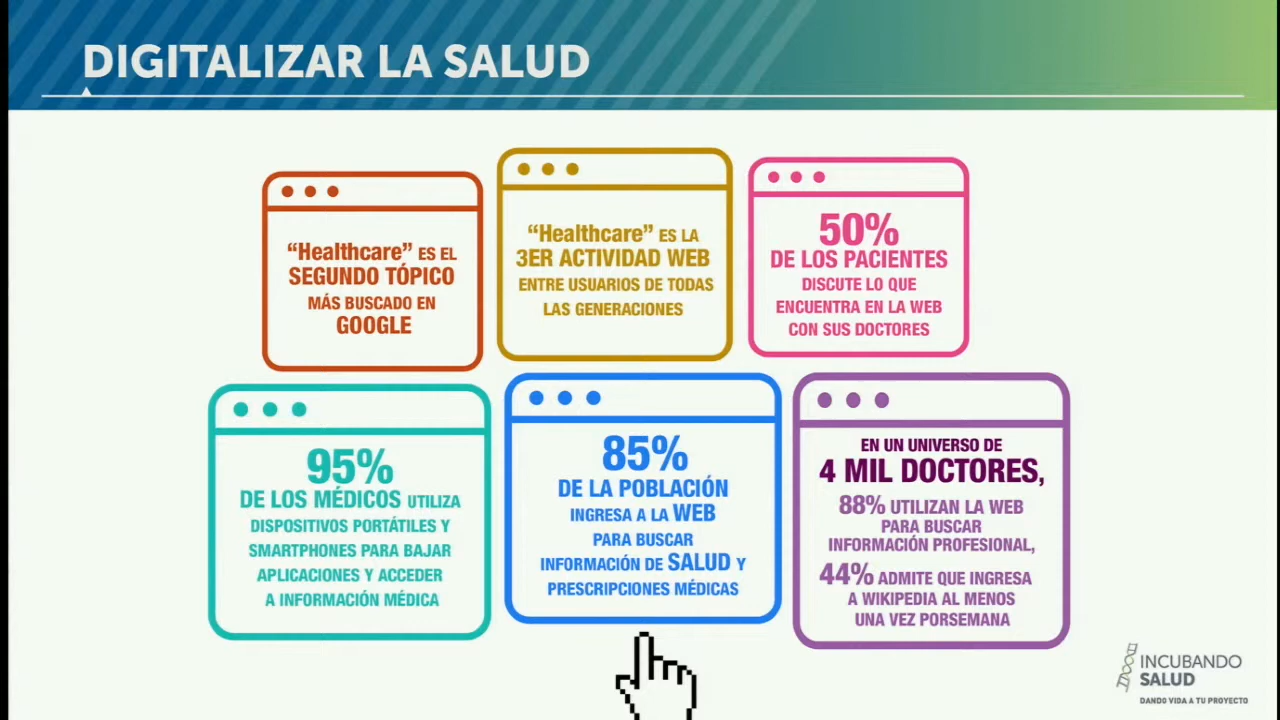 DIGITALIZAR LA SALUD
“Healthcare” ES EL
SEGUNDO TÓPICO
MÁS BUSCADO EN
GOOGLE
“Healthcare” ES LA
3ER ACTIVIDAD WEB
ENTRE USUARIOS DE TODAS
LAS GENERACIONES
50%
DE LOS PACIENTES
DISCUTE LO QUE
ENCUENTRA EN LA WEB
CON SUS DOCTORES
95%
DE LOS MÉDICOS UTILIZA
DISPOSITIVOS PORTÁTILES Y
SMARTPHONES PARA BAJAR
APLICACIONES Y ACCEDER
A INFORMACIÓN MÉDICA
85%
DE LA POBLACIÓN
INGRESA A LA WEB
PARA BUSCAR
INFORMACIÓN DE SALUD Y
PRESCRIPCIONES MÉDICAS
EN UN UNIVERSO DE
4 MIL DOCTORES,
88% UTILIZAN LA WEB
PARA BUSCAR
INFORMACIÓN PROFESIONAL,
44% ADMITE QUE INGRESA
A WIKIPEDIA AL MENOS
UNA VEZ PORSEMANA
INCUBANDO
SALUD
DANDO VIDA A TU PROYECTO